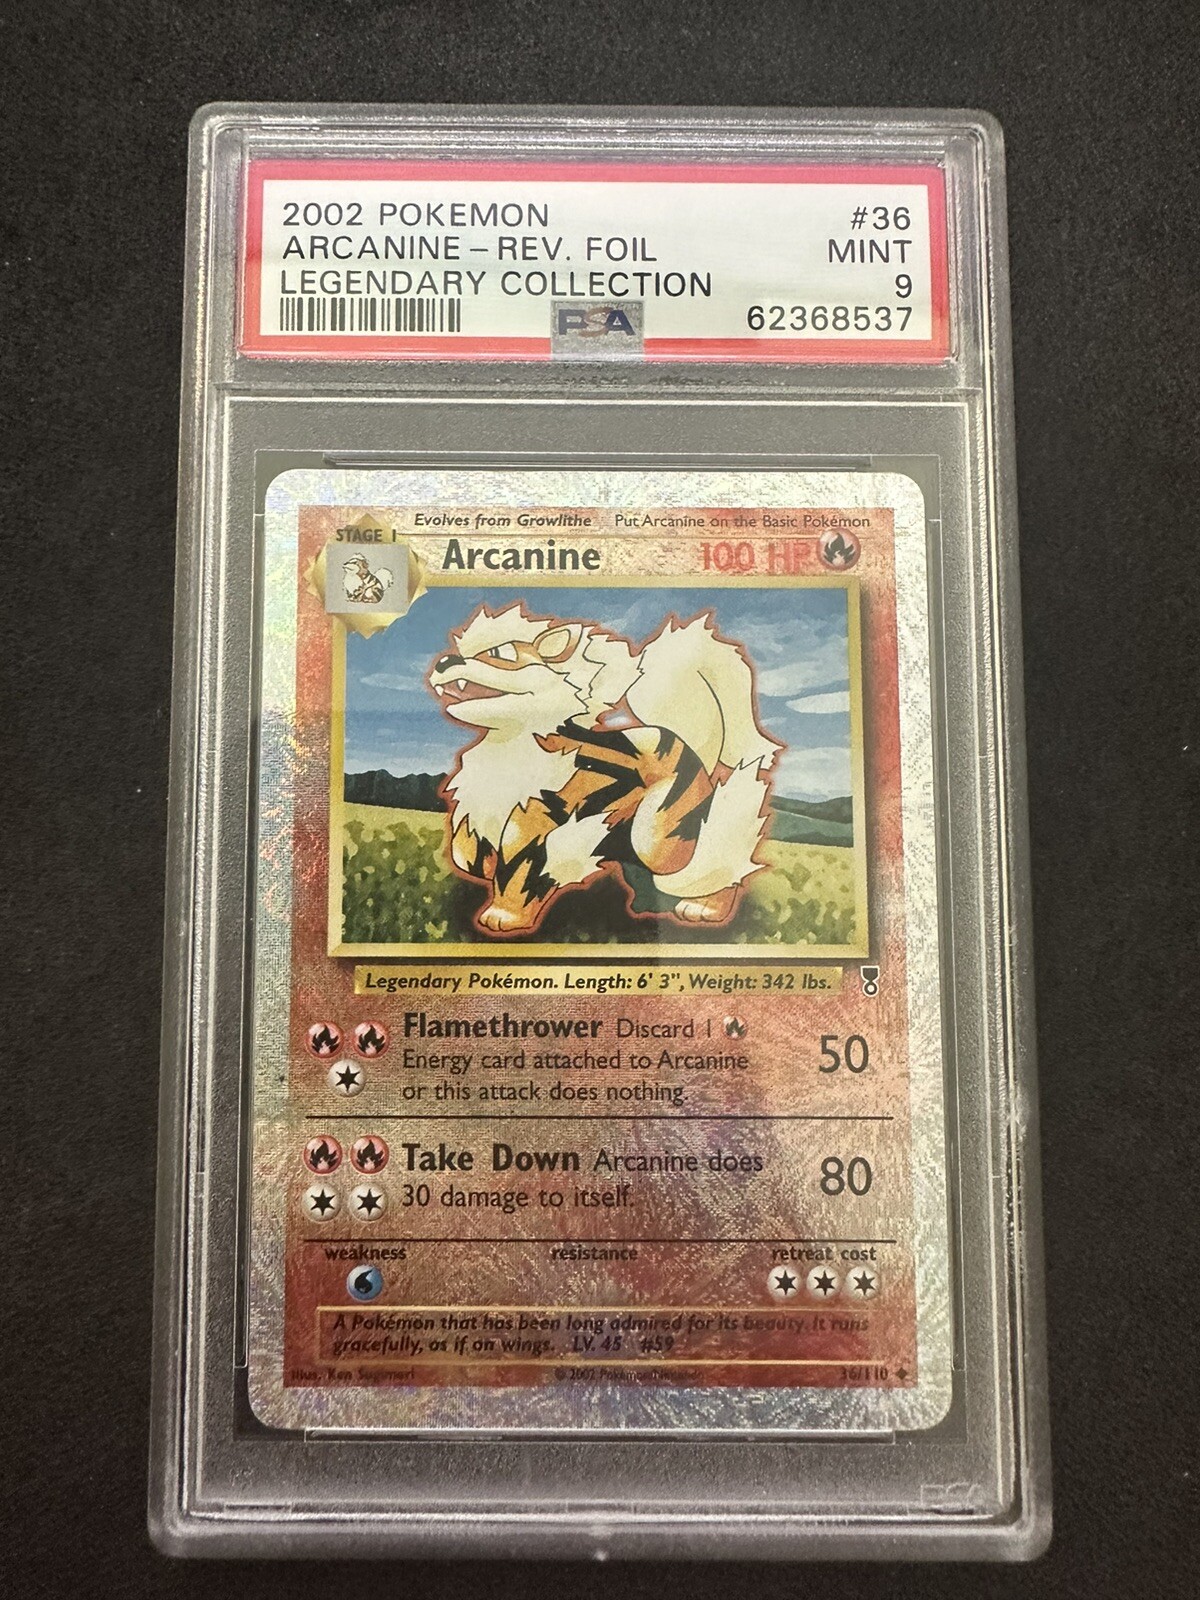 2002 POKEMON #36
ARCANINE - REV. FOIL MINT
LEGENDARY COLLECTION 9
PSA 62368537
Evolves from Growlithe Put Arcanine on the Basic Pokémon
STAGE 1
Arcanine 100 HP
Legendary Pokémon. Length: 6' 3", Weight: 342 lbs.
Flamethrower Discard 1
Energy card attached to Arcanine 50
or this attack does nothing.
Take Down Arcanine does 80
30 damage to itself.
weakness resistance retreat cost
A Pokémon that has been long admired for its beauty. It runs
gracefully, as if on wings. LV. 45 #59
Illus. Ken Sugimori © 2002 Pokémon/Nintendo 36/110